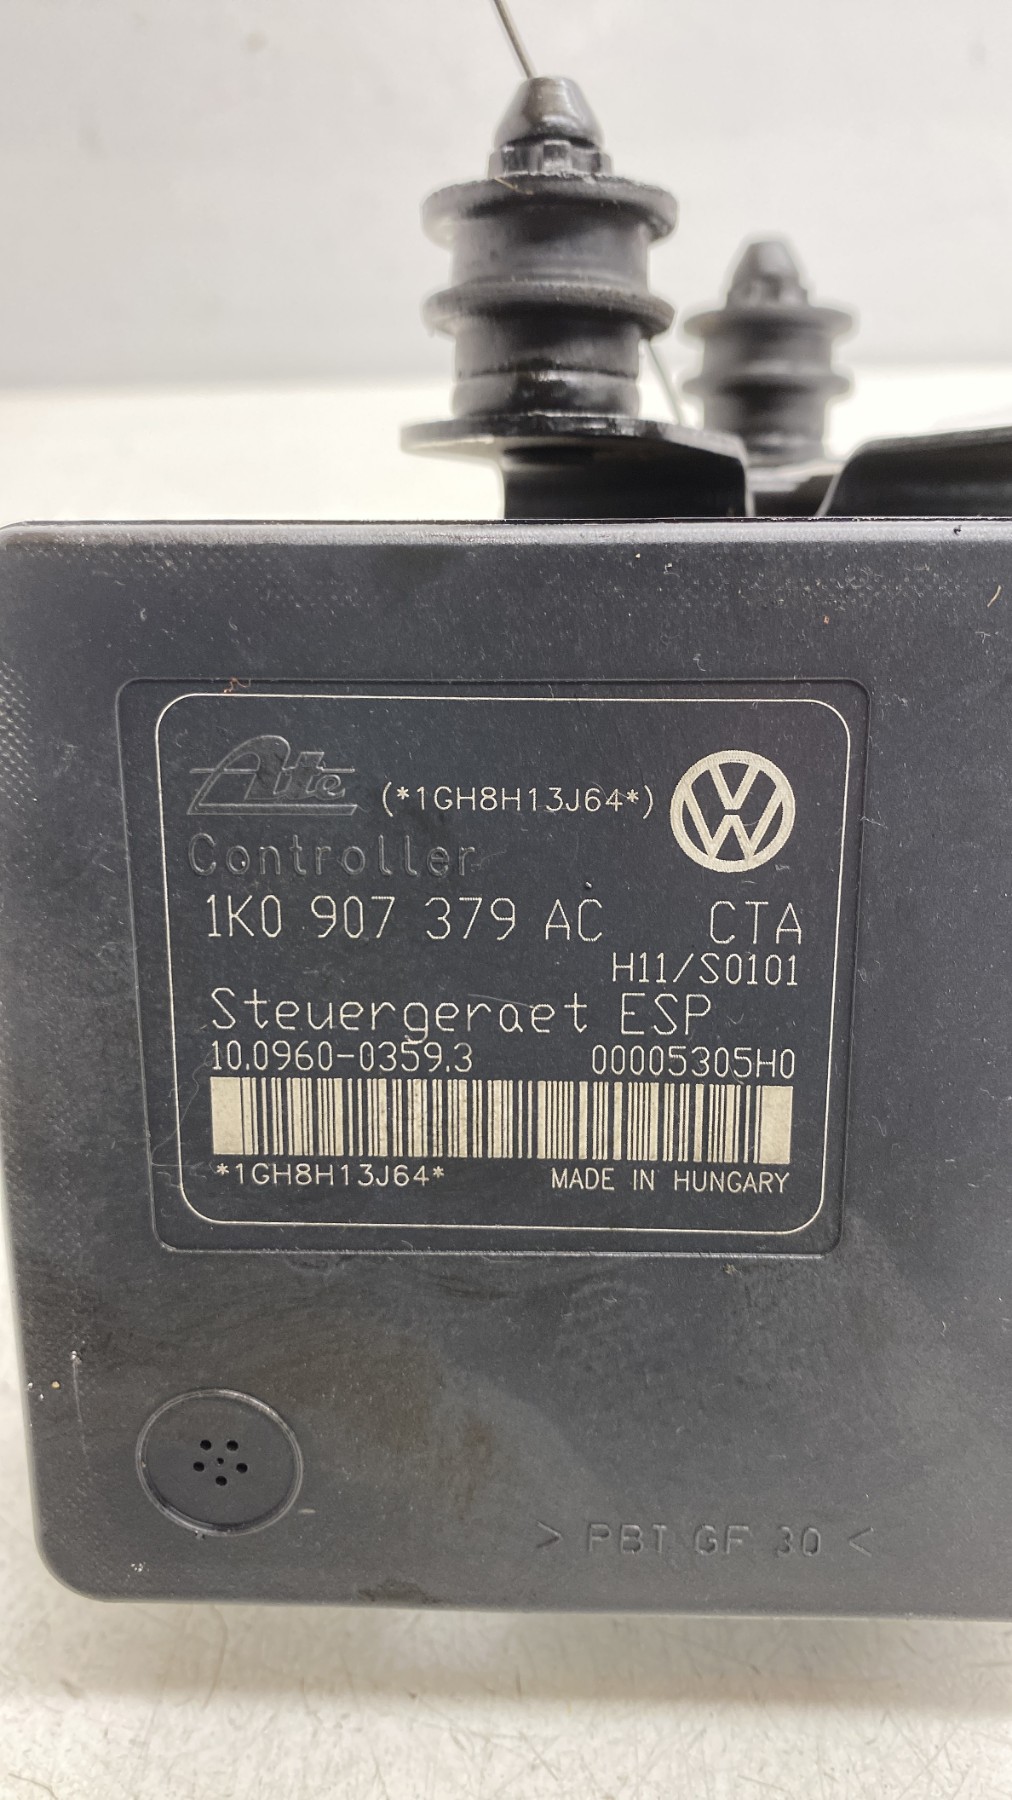 Ate (*1GH8H13J64*)
Controller
1K0 907 379 AC CTA
H11/S0101
Steuergeraet ESP
10.0960-0359.3 00005305H0
*1GH8H13J64* MADE IN HUNGARY
> PBT GF 30 <